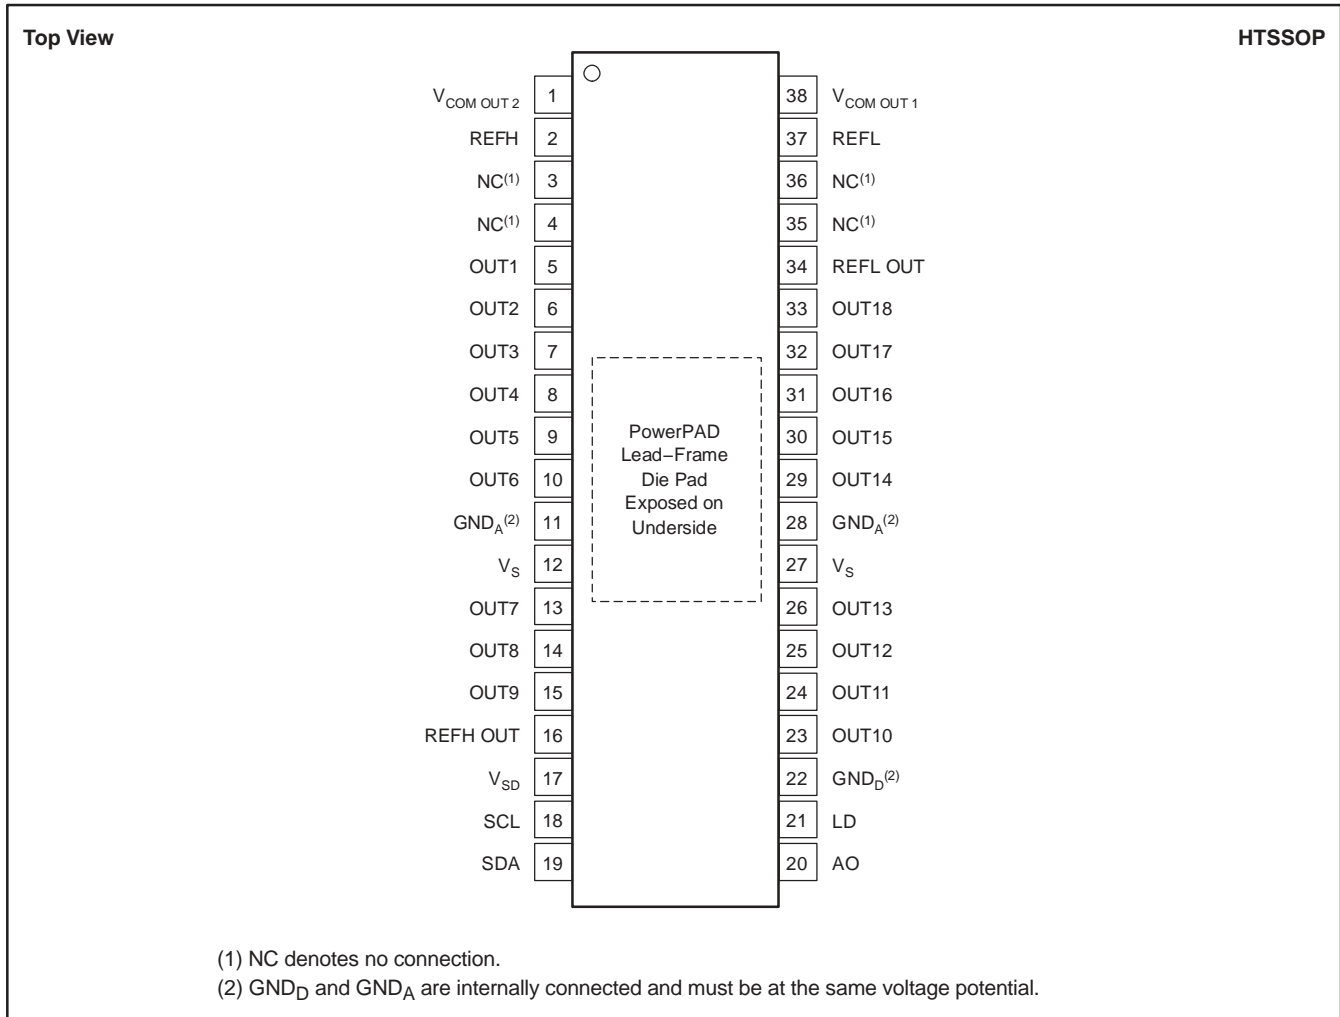 Top View HTSSOP
V_COM OUT 2 1 38 V_COM OUT 1
REFH 2 37 REFL
NC(1) 3 36 NC(1)
NC(1) 4 35 NC(1)
OUT1 5 34 REFL OUT
OUT2 6 33 OUT18
OUT3 7 32 OUT17
OUT4 8 31 OUT16
OUT5 9 30 OUT15
OUT6 10 29 OUT14
GND_A(2) 11 28 GND_A(2)
V_S 12 27 V_S
OUT7 13 26 OUT13
OUT8 14 25 OUT12
OUT9 15 24 OUT11
REFH OUT 16 23 OUT10
V_SD 17 22 GND_D(2)
SCL 18 21 LD
SDA 19 20 AO
PowerPAD
Lead−Frame
Die Pad
Exposed on
Underside
(1) NC denotes no connection.
(2) GND_D and GND_A are internally connected and must be at the same voltage potential.